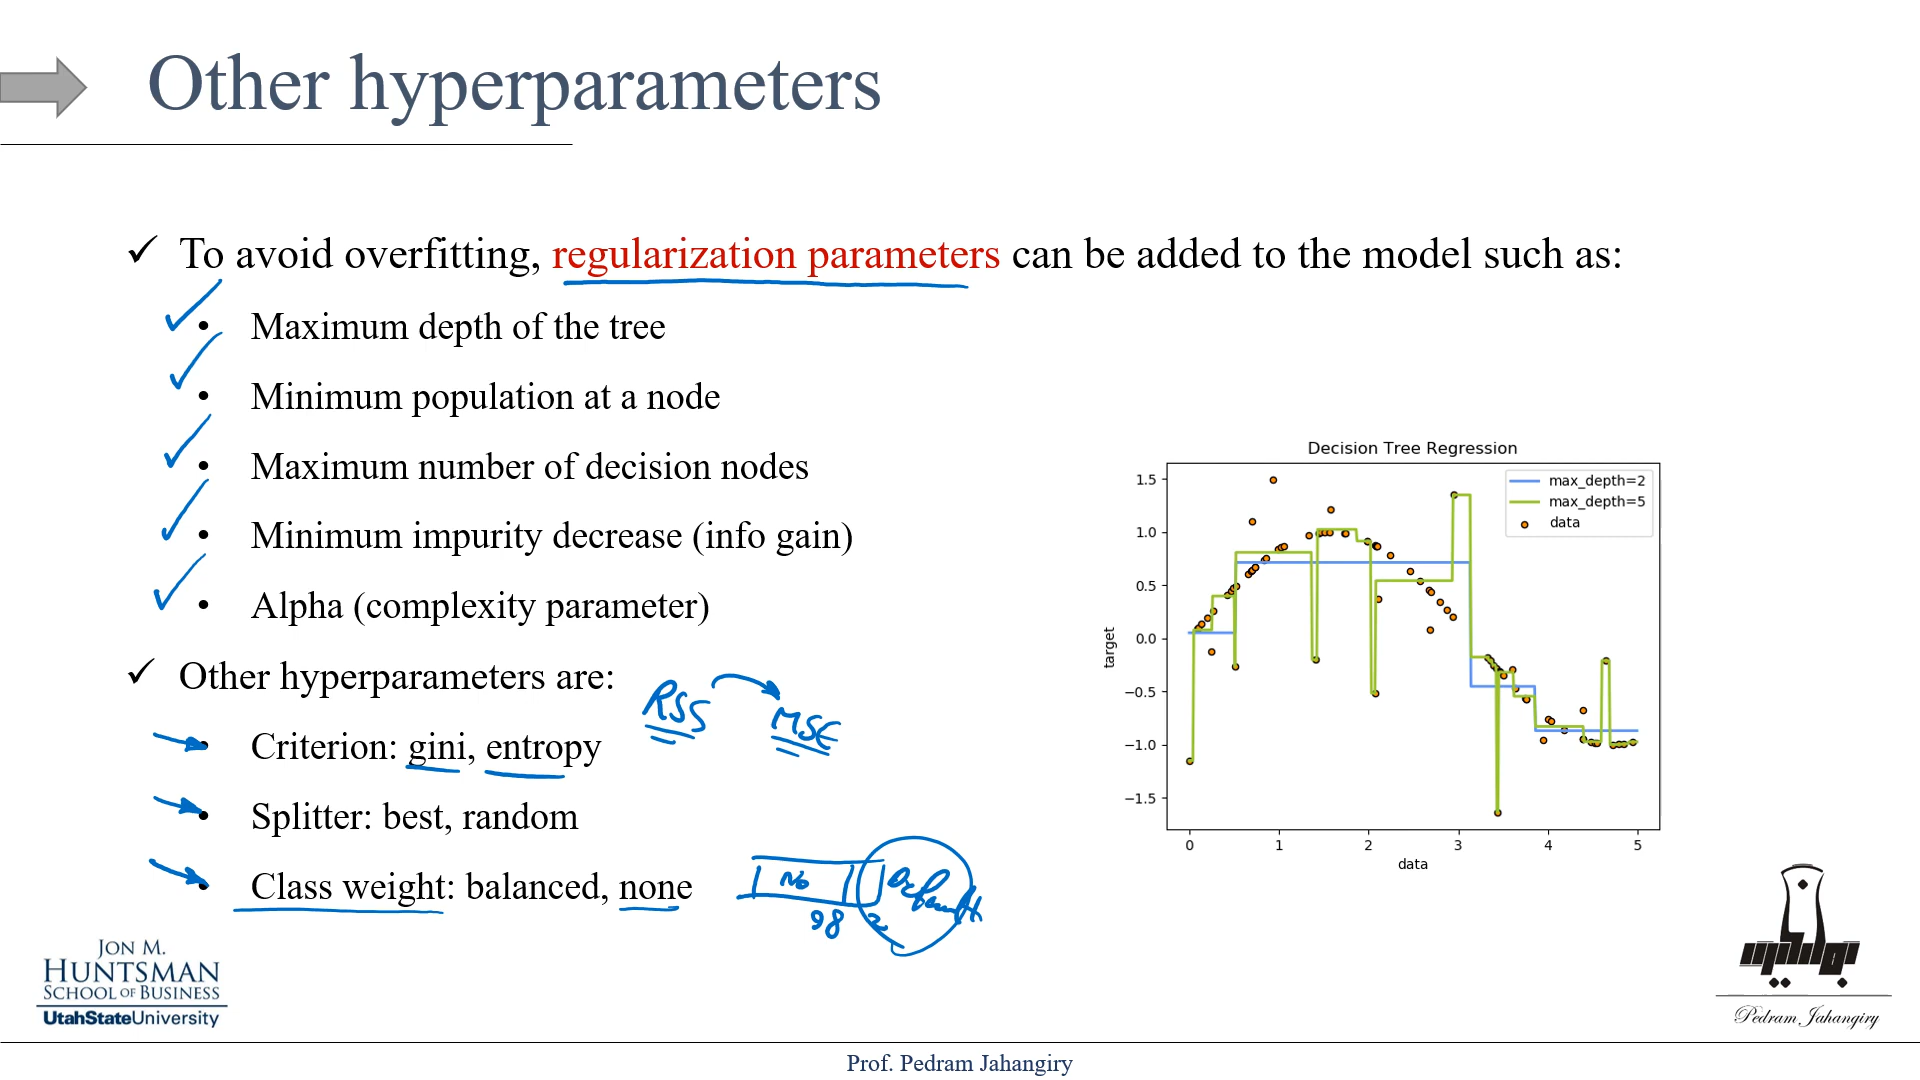 Other hyperparameters
✓ To avoid overfitting, regularization parameters can be added to the model such as:
• Maximum depth of the tree
• Minimum population at a node
• Maximum number of decision nodes
• Minimum impurity decrease (info gain)
• Alpha (complexity parameter)
✓ Other hyperparameters are:
RSS MSE
• Criterion: gini, entropy
• Splitter: best, random
• Class weight: balanced, none
No Default
98 2
Decision Tree Regression
max_depth=2
max_depth=5
data
1.5
1.0
0.5
0.0
−0.5
−1.0
−1.5
target
0 1 2 3 4 5
data
JON M.
HUNTSMAN
SCHOOL OF BUSINESS
UtahStateUniversity
Pedram Jahangiry
Prof. Pedram Jahangiry